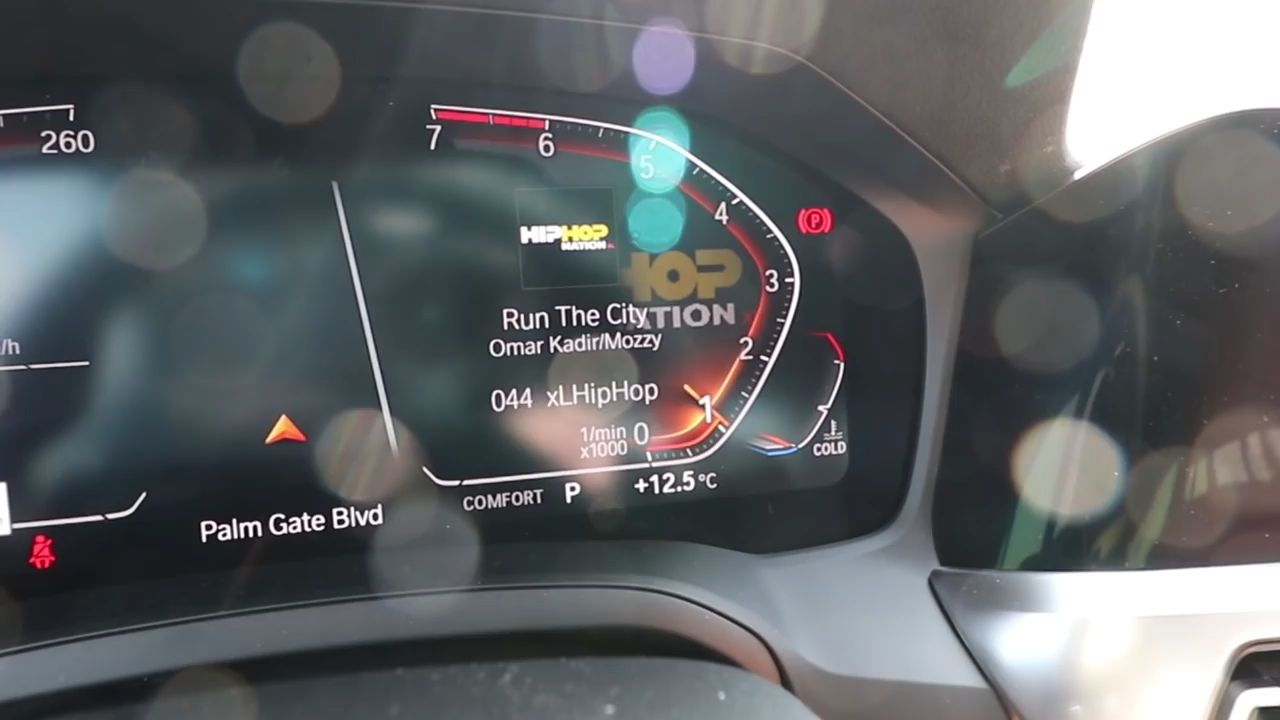 260
7
6
5
4
3
2
1
0
HIPHOP
NATION
HOP
NATION
Run The City
Omar Kadir/Mozzy
044 xLHipHop
1/min
x1000
COLD
/h
COMFORT P +12.5 °C
Palm Gate Blvd
P